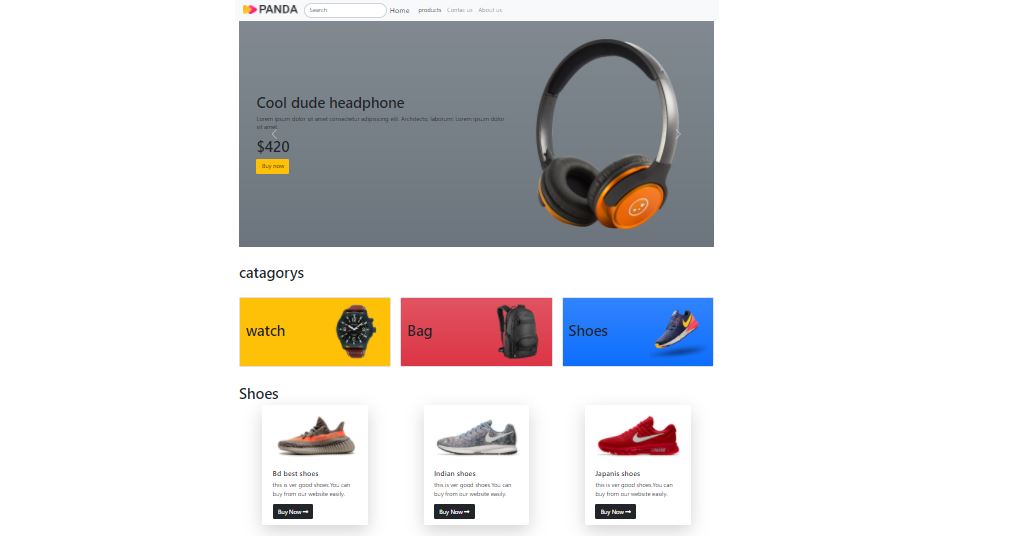 PANDA
Search
Home
products
Contac us
About us
Cool dude headphone
Lorem ipsum dolor sit amet consectetur adipisicing elit. Architecto, laborum. Lorem ipsum dolor
sit amet.
$420
Buy now
catagorys
watch
Bag
Shoes
Shoes
Bd best shoes
this is ver good shoes.You can
buy from our website easily.
Buy Now
Indian shoes
this is ver good shoes.You can
buy from our website easily.
Buy Now
Japanis shoes
this is ver good shoes.You can
buy from our website easily.
Buy Now